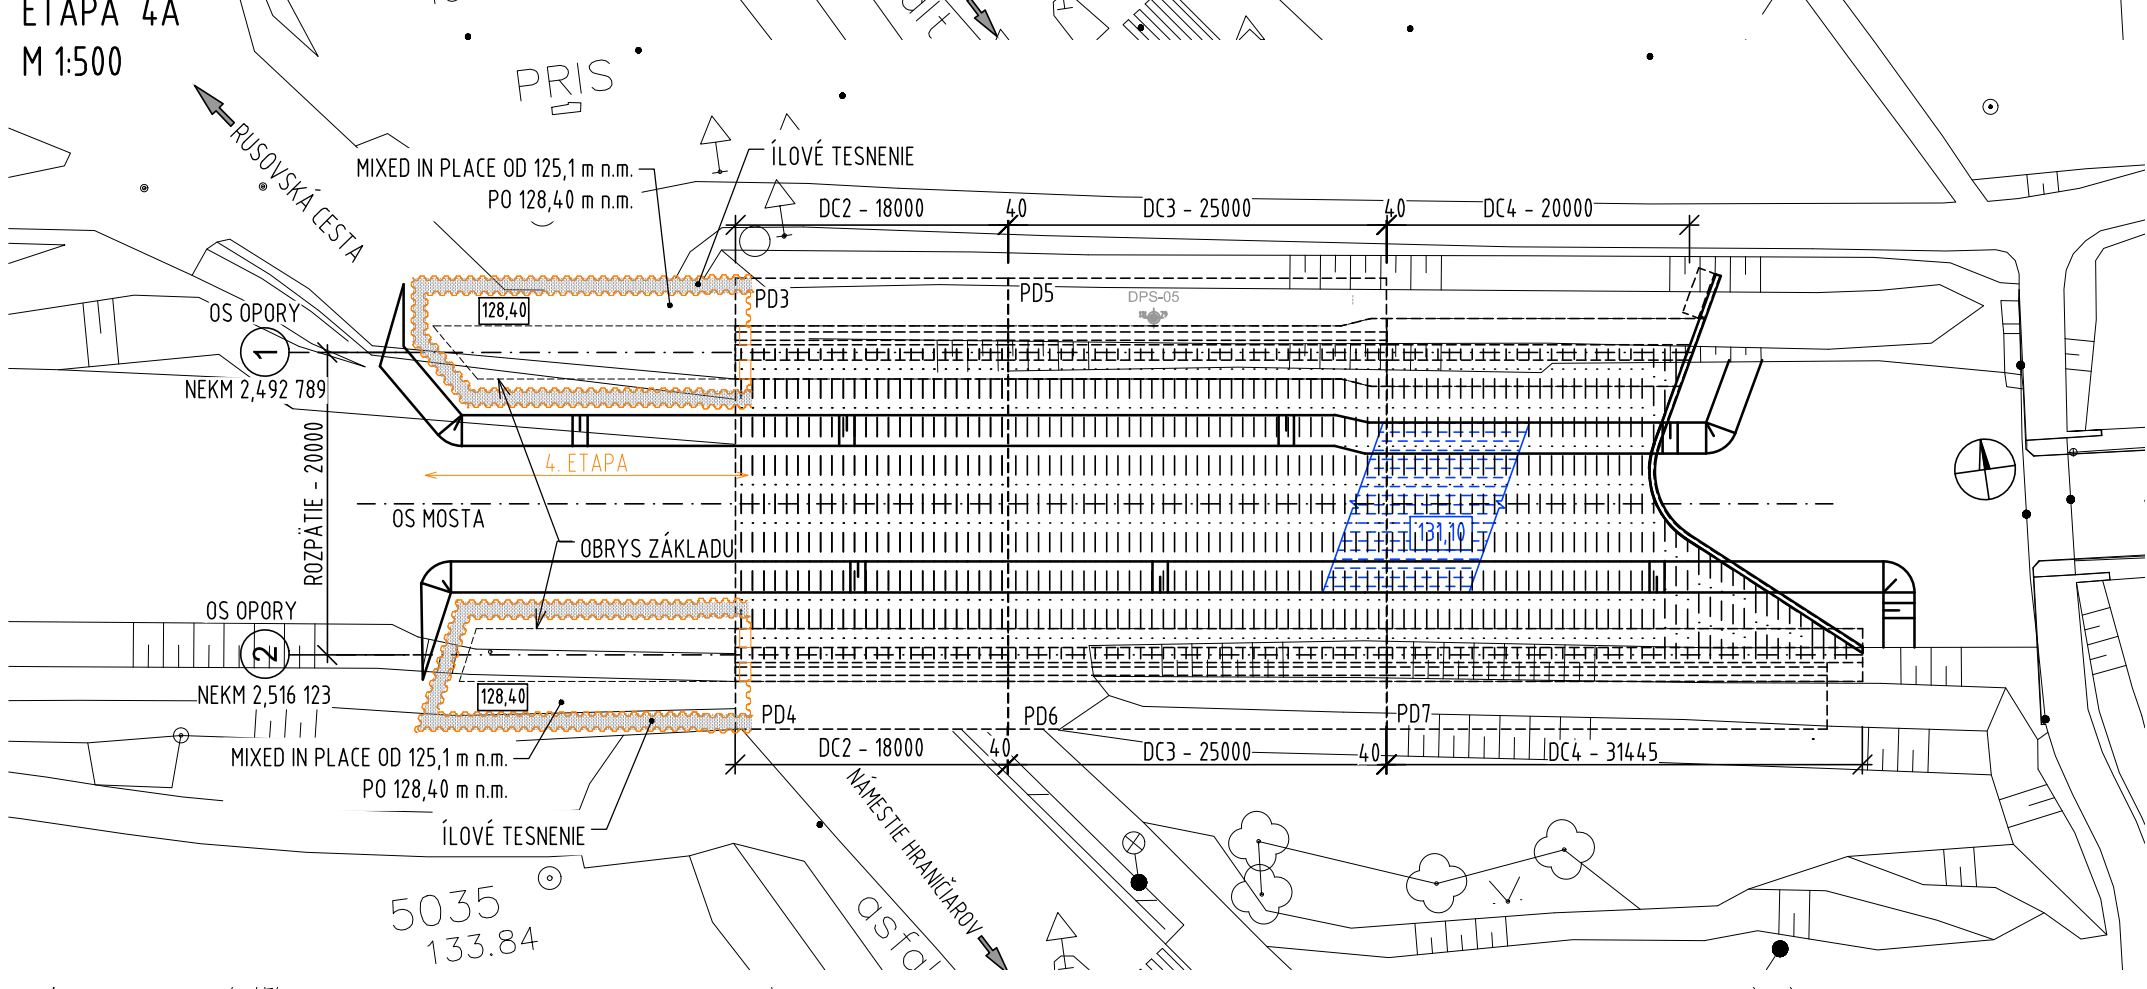 ETAPA 4A
M 1:500
PRIS
RUSOVSKÁ CESTA
MIXED IN PLACE OD 125,1 m n.m.
PO 128,40 m n.m.
ÍLOVÉ TESNENIE
DC2 - 18000
40
DC3 - 25000
40
DC4 - 20000
OS OPORY
1
NEKM 2,492 789
128,40
PD3
PD5
DPS-05
ROZPÄTIE - 20000
4. ETAPA
OS MOSTA
OBRYS ZÁKLADU
131,10
OS OPORY
2
NEKM 2,516 123
128,40
PD4
PD6
PD7
MIXED IN PLACE OD 125,1 m n.m.
PO 128,40 m n.m.
DC2 - 18000
40
DC3 - 25000
40
DC4 - 31445
ÍLOVÉ TESNENIE
NÁMESTIE HRANIČIAROV
5035
133.84